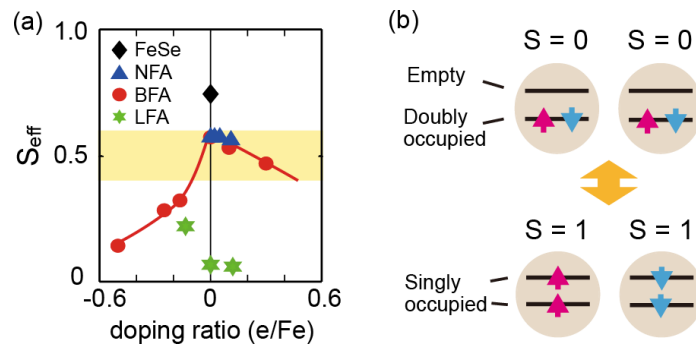 (a)
1.0
S_eff
0.5
0
-0.6
0
0.6
doping ratio (e/Fe)
FeSe
NFA
BFA
LFA
(b)
S = 0
S = 0
Empty
Doubly
occupied
S = 1
S = 1
Singly
occupied